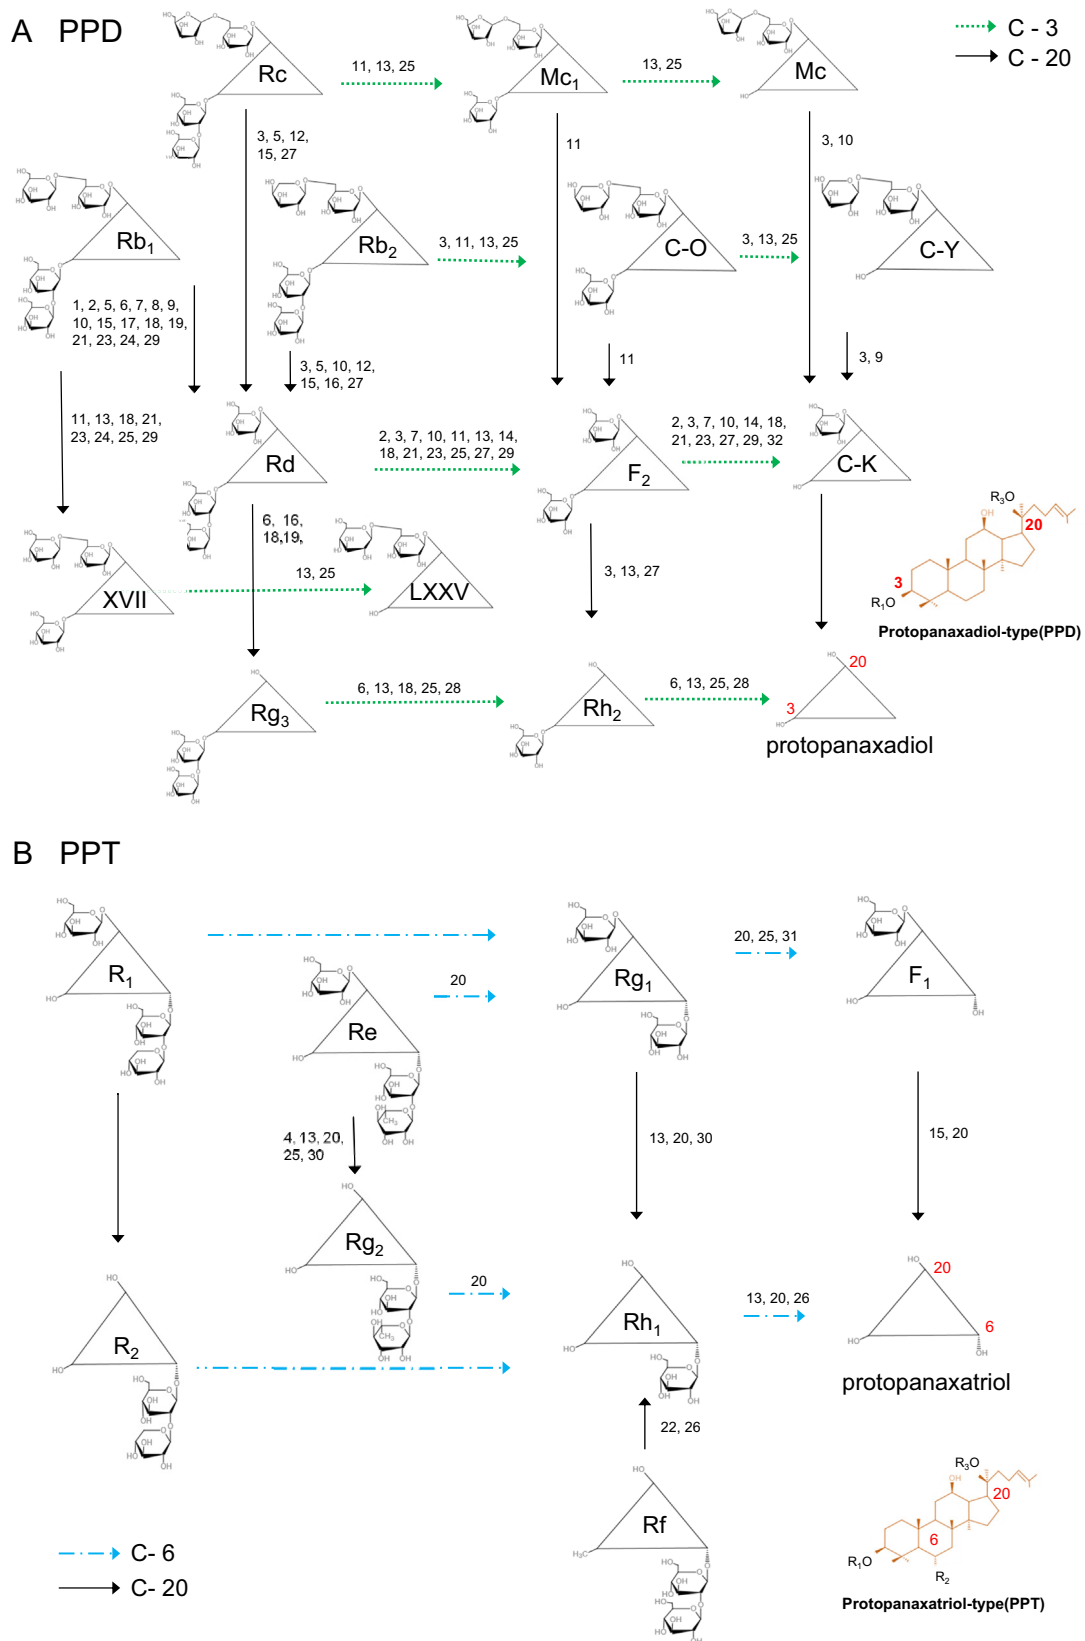 A PPD
C - 3
C - 20
Rc
11, 13, 25
Mc1
13, 25
Mc
3, 5, 12,
15, 27
11
3, 10
Rb1
Rb2
3, 11, 13, 25
C-O
3, 13, 25
C-Y
1, 2, 5, 6, 7, 8, 9,
10, 15, 17, 18, 19,
21, 23, 24, 29
3, 5, 10, 12,
15, 16, 27
11
3, 9
11, 13, 18, 21,
23, 24, 25, 29
Rd
2, 3, 7, 10, 11, 13, 14,
18, 21, 23, 25, 27, 29
F2
2, 3, 7, 10, 14, 18,
21, 23, 27, 29, 32
C-K
6, 16,
18,19,
XVII
13, 25
LXXV
3, 13, 27
R3O
OH
20
3
R1O
Protopanaxadiol-type(PPD)
Rg3
6, 13, 18, 25, 28
Rh2
6, 13, 25, 28
HO
20
3
HO
protopanaxadiol
B PPT
R1
20
Re
Rg1
20, 25, 31
F1
4, 13, 20,
25, 30
13, 20, 30
15, 20
R2
Rg2
20
Rh1
13, 20, 26
HO
20
6
HO
OH
protopanaxatriol
22, 26
Rf
H3C
C- 6
C- 20
R3O
OH
20
6
R1O
R2
Protopanaxatriol-type(PPT)